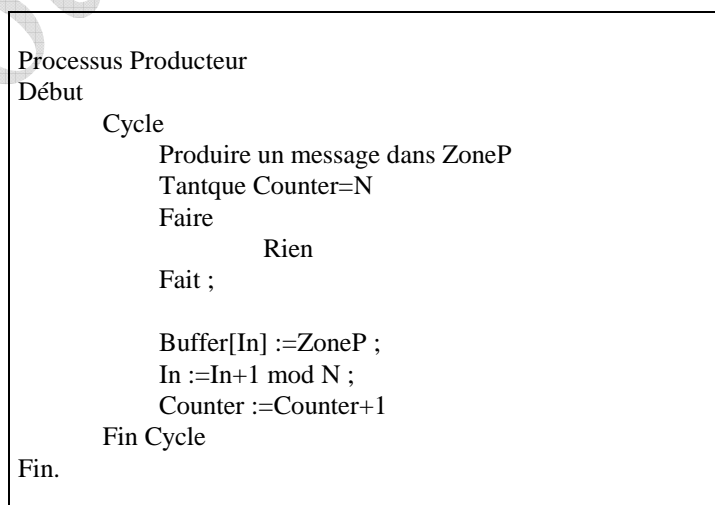 Processus Producteur
Début
Cycle
Produire un message dans ZoneP
Tantque Counter=N
Faire
Rien
Fait ;
Buffer[In] :=ZoneP ;
In :=In+1 mod N ;
Counter :=Counter+1
Fin Cycle
Fin.